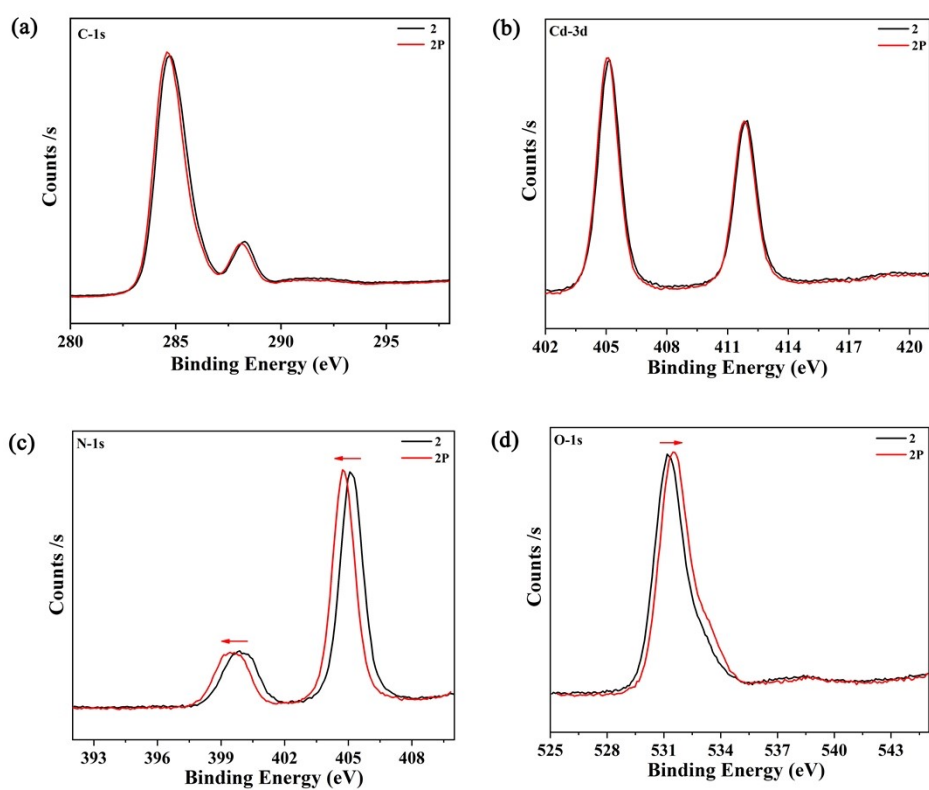 (a)
C-1s
2
2P
Counts /s
280 285 290 295
Binding Energy (eV)
(b)
Cd-3d
2
2P
Counts /s
402 405 408 411 414 417 420
Binding Energy (eV)
(c)
N-1s
2
2P
Counts /s
393 396 399 402 405 408
Binding Energy (eV)
(d)
O-1s
2
2P
Counts /s
525 528 531 534 537 540 543
Binding Energy (eV)